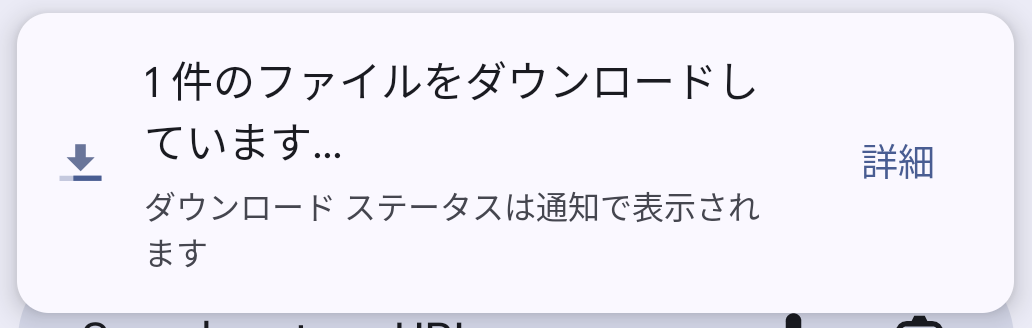 1 件のファイルをダウンロードし
ています...
ダウンロード ステータスは通知で表示され
ます
詳細